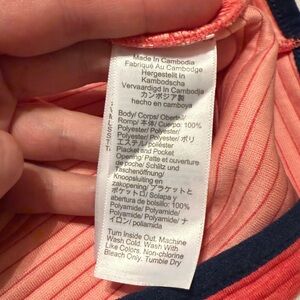 Made In Cambodia
Fabriqué Au Cambodge
Hergestellt in
Kambodscha
Vervaardigd In Cambodia
カンボジア製
hecho en camboya
Body/ Corps/ Oberteil/
Romp/ 本体/ Cuerpo: 100%
Polyester/ Polyester/
Polyester/ Polyester/ ポリ
エステル/ poliéster
Placket and Pocket
Opening/ Patte et ouverture
de poche/ Schlitz und
Taschenöffnung/
Knoopsluiting en
zakopening/ プラケットと
ポケット口/ Solapa y
abertura de bolsillo: 100%
Polyamide/ Polyamide/
Polyamide/ Polyamide/ ナ
イロン/ poliamida
Turn Inside Out. Machine
Wash Cold. Wash With
Like Colors. Non-chlorine
Bleach Only. Tumble Dry